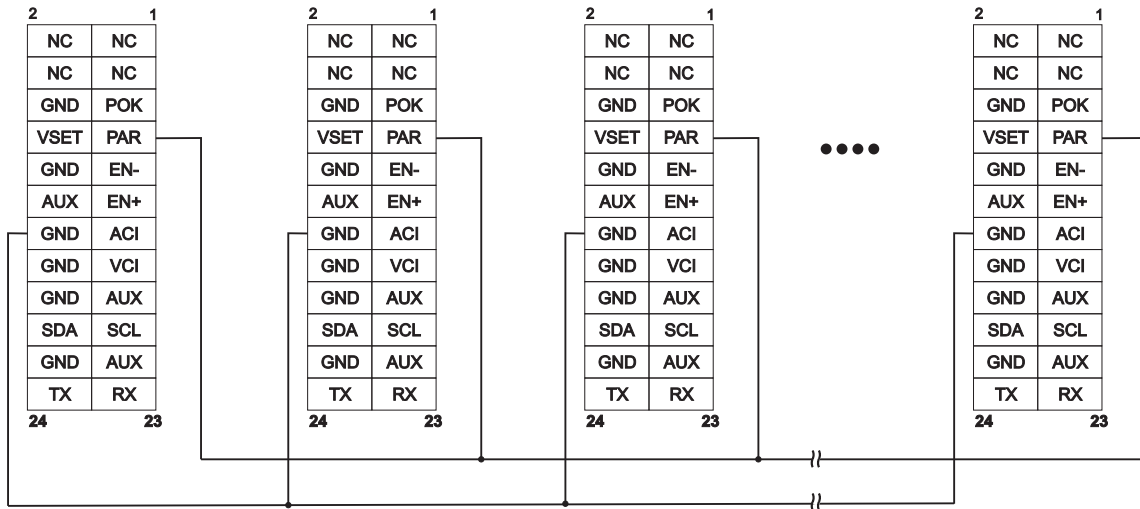 2 1 2 1 2 1 2 1
NC NC NC NC NC NC NC NC
NC NC NC NC NC NC NC NC
GND POK GND POK GND POK GND POK
VSET PAR VSET PAR VSET PAR VSET PAR
GND EN- GND EN- GND EN- GND EN-
AUX EN+ AUX EN+ AUX EN+ AUX EN+
GND ACI GND ACI GND ACI GND ACI
GND VCI GND VCI GND VCI GND VCI
GND AUX GND AUX GND AUX GND AUX
SDA SCL SDA SCL SDA SCL SDA SCL
GND AUX GND AUX GND AUX GND AUX
TX RX TX RX TX RX TX RX
24 23 24 23 24 23 24 23